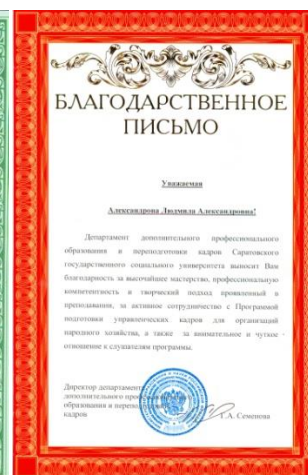 БЛАГОДАРСТВЕННОЕ
ПИСЬМО
Уважаемая
Александрова Людмила Александровна!
Департамент дополнительного профессионального
образования и переподготовки кадров Саратовского
государственного социального университета выносит Вам
благодарность за высочайшее мастерство, профессиональную
компетентность и творческий подход проявленный в
преподавании, за активное сотрудничество с Программой
подготовки управленческих кадров для организаций
народного хозяйства, а также за внимательное и чуткое
отношение к слушателям программы.
Директор департамента
дополнительного
образования и
кадров
Г.А. Семенова